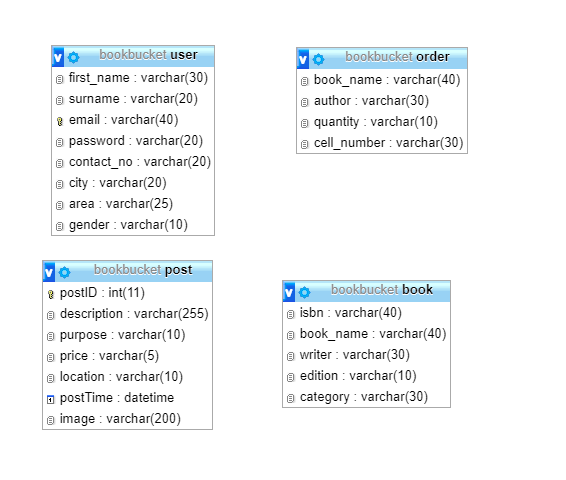 bookbucket user
first_name : varchar(30)
surname : varchar(20)
email : varchar(40)
password : varchar(20)
contact_no : varchar(20)
city : varchar(20)
area : varchar(25)
gender : varchar(10)
bookbucket order
book_name : varchar(40)
author : varchar(30)
quantity : varchar(10)
cell_number : varchar(30)
bookbucket post
postID : int(11)
description : varchar(255)
purpose : varchar(10)
price : varchar(5)
location : varchar(10)
postTime : datetime
image : varchar(200)
bookbucket book
isbn : varchar(40)
book_name : varchar(40)
writer : varchar(30)
edition : varchar(10)
category : varchar(30)